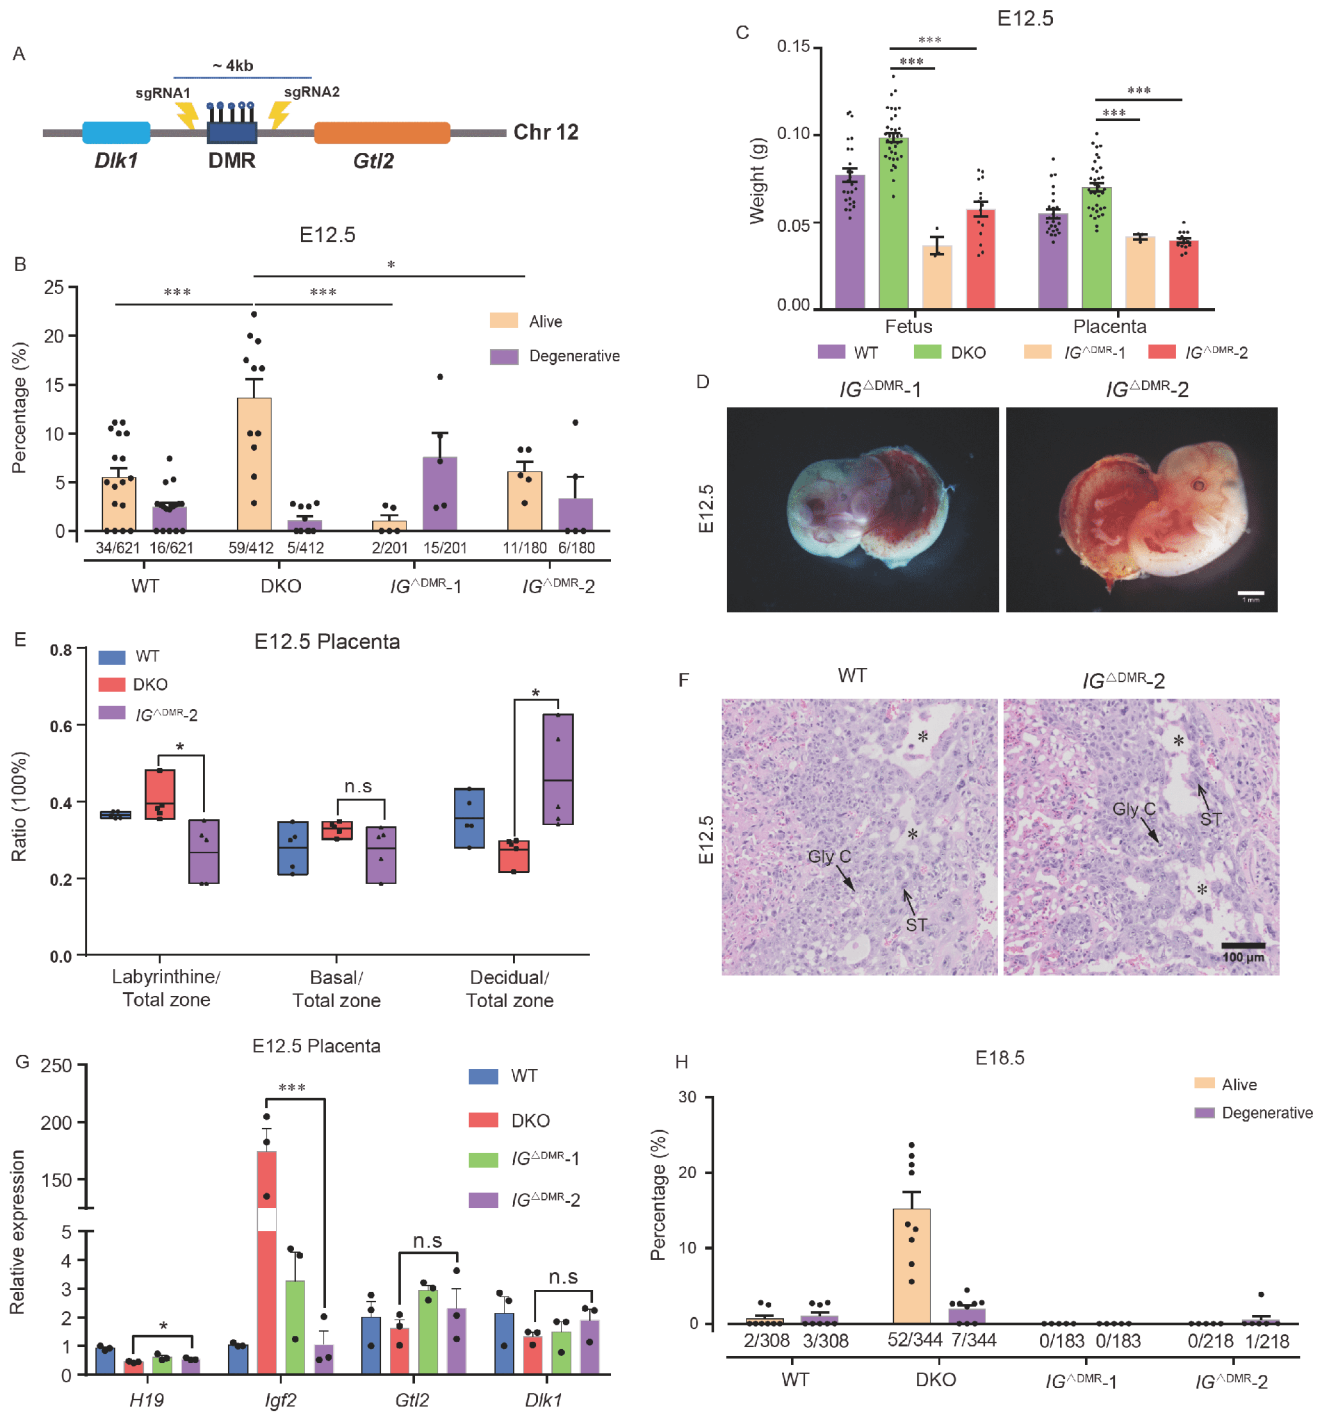 A
~ 4kb
sgRNA1
sgRNA2
Dlk1
DMR
Gtl2
Chr 12
B
E12.5
Percentage (%)
25
20
15
10
5
0
***
***
*
Alive
Degenerative
34/621 16/621 59/412 5/412 2/201 15/201 11/180 6/180
WT DKO IG△DMR-1 IG△DMR-2
C
E12.5
Weight (g)
0.15
0.10
0.05
0.00
***
***
***
***
Fetus Placenta
WT DKO IG△DMR-1 IG△DMR-2
D
IG△DMR-1 IG△DMR-2
E12.5
1 mm
E
E12.5 Placenta
WT
DKO
IG△DMR-2
Ratio (100%)
0.8
0.6
0.4
0.2
0.0
*
n.s
*
Labyrinthine/
Total zone
Basal/
Total zone
Decidual/
Total zone
F
WT IG△DMR-2
E12.5
*
*
Gly C
ST
*
Gly C
ST
*
100 μm
G
E12.5 Placenta
Relative expression
250
200
150
5
4
3
2
1
0
*
***
n.s
n.s
WT
DKO
IG△DMR-1
IG△DMR-2
H19 Igf2 Gtl2 Dlk1
H
E18.5
Percentage (%)
30
20
10
0
Alive
Degenerative
2/308 3/308 52/344 7/344 0/183 0/183 0/218 1/218
WT DKO IG△DMR-1 IG△DMR-2